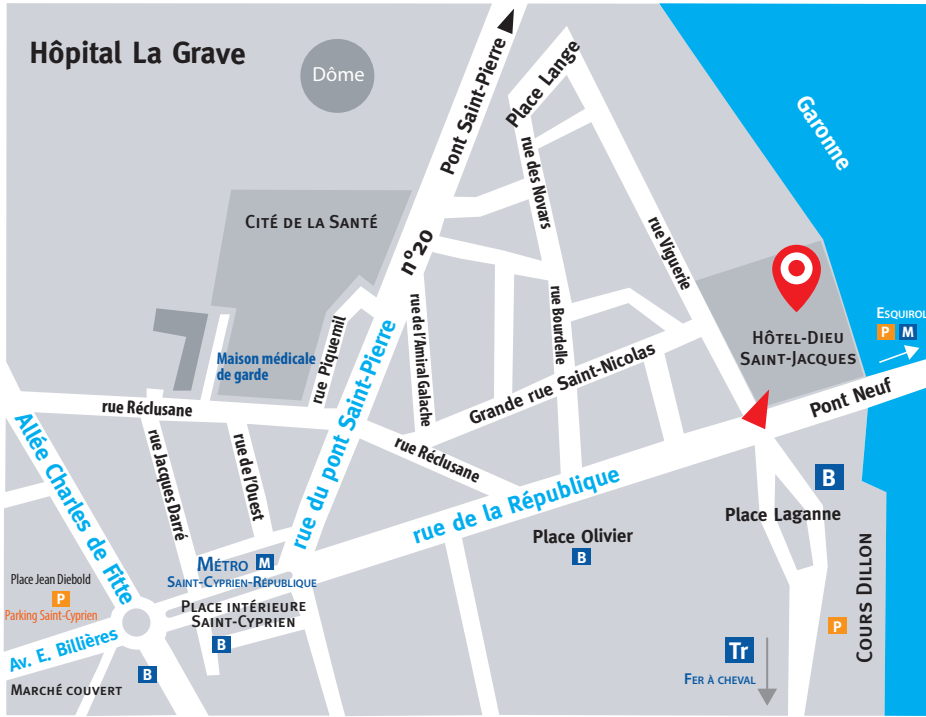 Hôpital La Grave
Dôme
Pont Saint-Pierre
Place Lange
Garonne
rue des Novars
Cité de la Santé
n°20
rue Viguerie
rue Piquemil
rue de l'Amiral Galache
rue Bourdelle
Esquirol
P M
Hôtel-Dieu
Saint-Jacques
Maison médicale
de garde
rue du pont Saint-Pierre
Grande rue Saint-Nicolas
Pont Neuf
rue Réclusane
Allée Charles de Fitte
rue Jacques Darré
rue de l'Ouest
rue Réclusane
rue de la République
B
Place Laganne
Place Olivier
B
Métro M
Saint-Cyprien-République
Place Jean Diebold
P
Parking Saint-Cyprien
Place intérieure
Saint-Cyprien
B
Cours Dillon
P
Av. E. Billières
Tr
Fer à cheval
B
Marché couvert